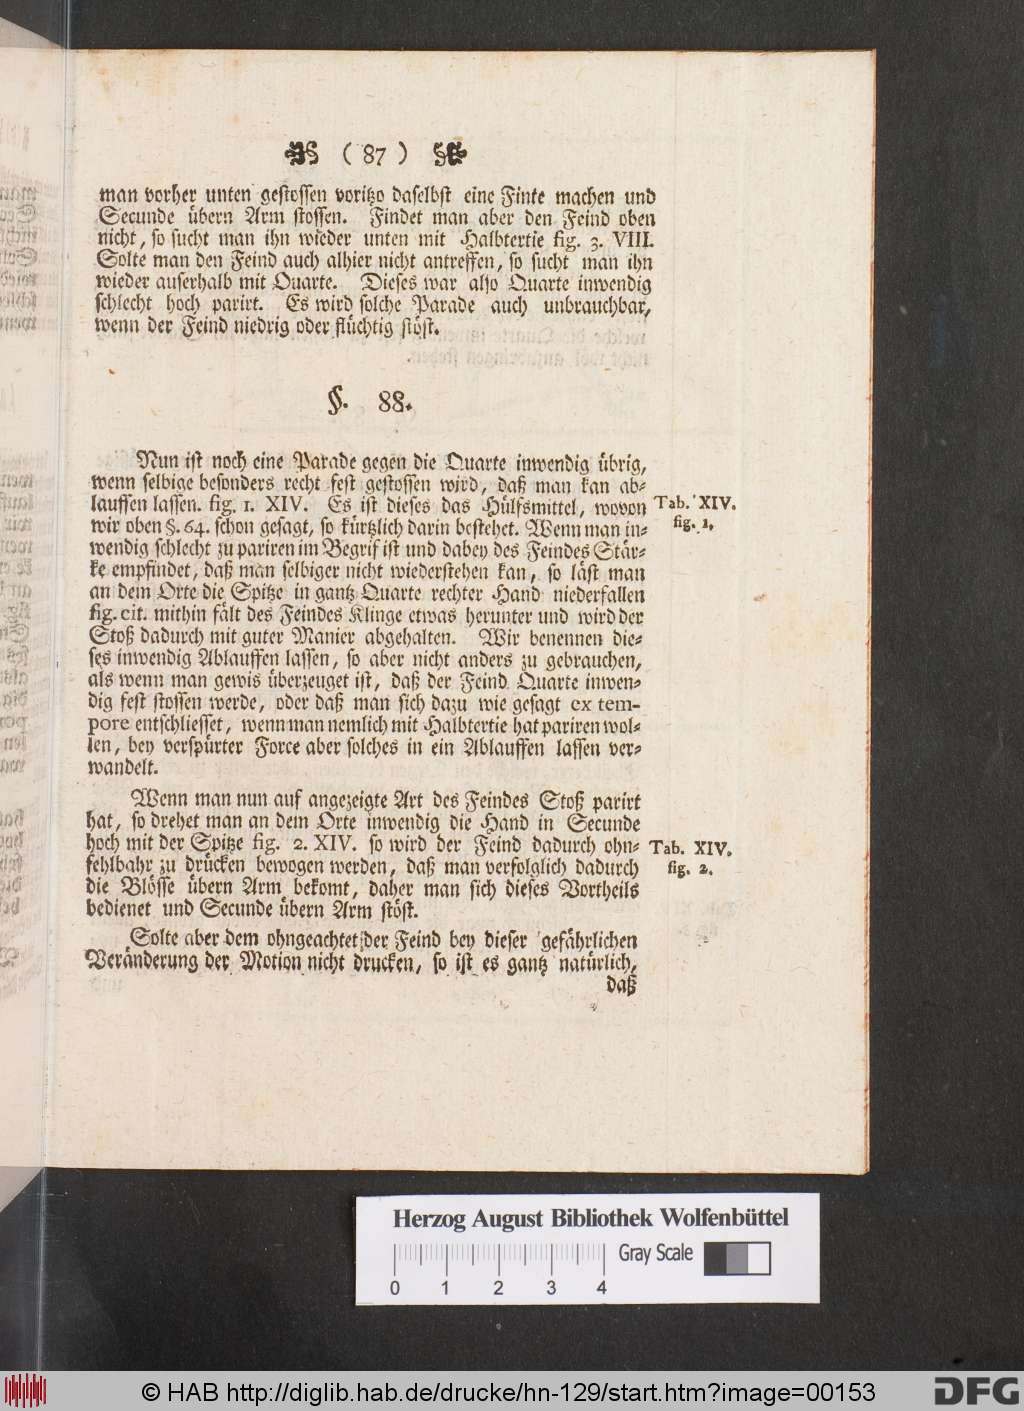 ( 87 )
man vorher unten gestossen voritzo daselbst eine Finte machen und
Secunde übern Arm stossen. Findet man aber den Feind oben
nicht, so sucht man ihn wieder unten mit Halbtertie fig. 3. VIII.
Solte man den Feind auch alhier nicht antreffen, so sucht man ihn
wieder auserhalb mit Quarte. Dieses war also Quarte inwendig
schlecht hoch parirt. Es wird solche Parade auch unbrauchbar,
wenn der Feind niedrig oder flüchtig stöst.
§. 88.
Nun ist noch eine Parade gegen die Quarte inwendig übrig,
wenn selbige besonders recht fest gestossen wird, daß man kan ab-
lauffen lassen. fig. 1. XIV. Es ist dieses das Hülfsmittel, wovon
Tab. XIV.
fig. 1.
wir oben §. 64. schon gesagt, so kürtzlich darin bestehet. Wenn man in-
wendig schlecht zu pariren im Begrif ist und dabey des Feindes Stär-
ke empfindet, daß man selbiger nicht wiederstehen kan, so läst man
an dem Orte die Spitze in gantz Quarte rechter Hand niederfallen
fig. cit. mithin fält des Feindes Klinge etwas herunter und wird der
Stoß dadurch mit guter Manier abgehalten. Wir benennen die-
ses inwendig Ablauffen lassen, so aber nicht anders zu gebrauchen,
als wenn man gewis überzeuget ist, daß der Feind Quarte inwen-
dig fest stossen werde, oder daß man sich dazu wie gesagt ex tem-
pore entschliesset, wenn man nemlich mit Halbtertie hat pariren wol-
len, bey verspürter Force aber solches in ein Ablauffen lassen ver-
wandelt.
Wenn man nun auf angezeigte Art des Feindes Stoß parirt
hat, so drehet man an dem Orte inwendig die Hand in Secunde
hoch mit der Spitze fig. 2. XIV. so wird der Feind dadurch ohn-
Tab. XIV.
fig. 2.
fehlbahr zu drücken bewogen werden, daß man verfolglich dadurch
die Blösse übern Arm bekomt, daher man sich dieses Vortheils
bedienet und Secunde übern Arm stöst.
Solte aber dem ohngeachtet der Feind bey dieser gefährlichen
Veränderung der Motion nicht drucken, so ist es gantz natürlich,
daß
Herzog August Bibliothek Wolfenbüttel
Gray Scale
0 1 2 3 4
© HAB http://diglib.hab.de/drucke/hn-129/start.htm?image=00153
DFG